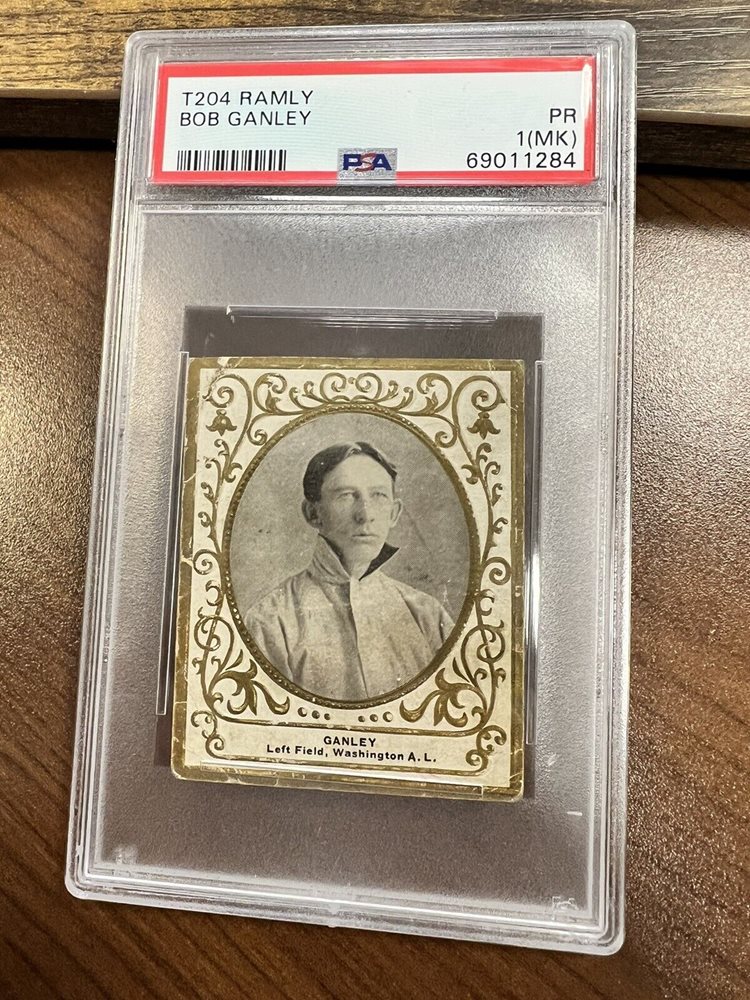 T204 RAMLY
BOB GANLEY
PR
1(MK)
PSA
69011284
GANLEY
Left Field, Washington A. L.